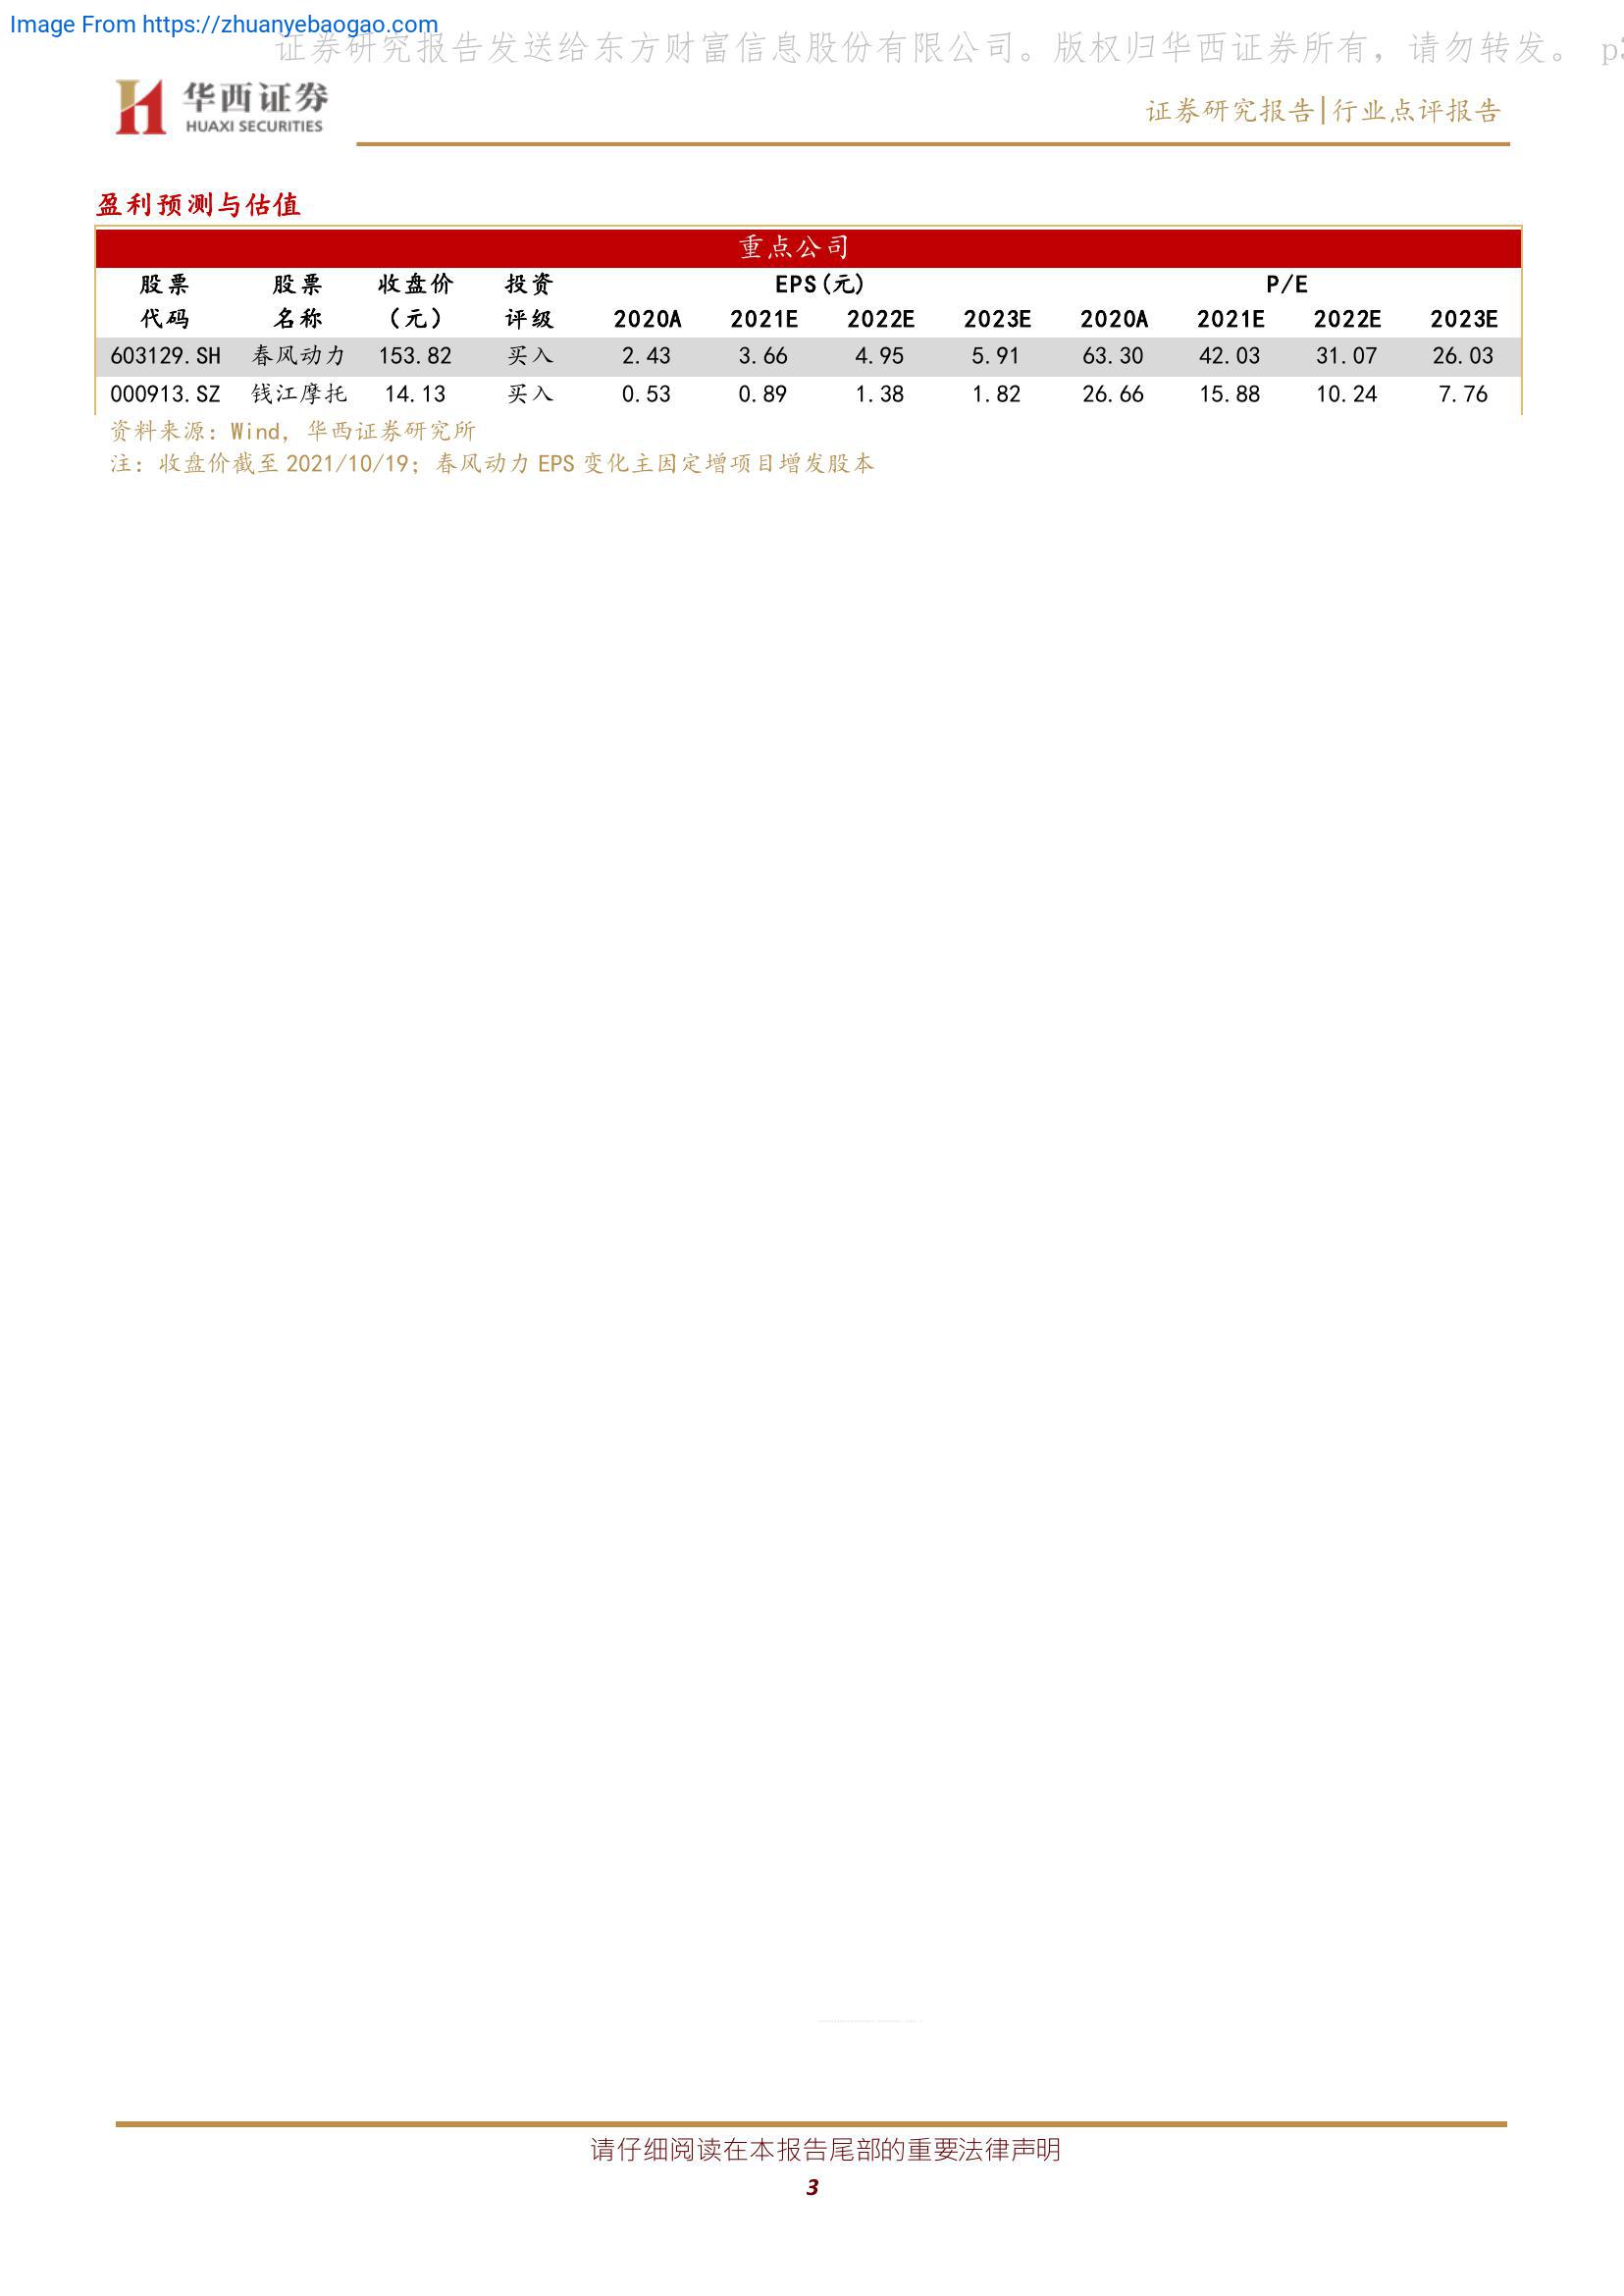 Image From https://zhuanyebaogao.com
证券研究报告发送给东方财富信息股份有限公司。版权归华西证券所有，请勿转发。 p
华西证券
HUAXI SECURITIES
证券研究报告|行业点评报告
盈利预测与估值
重点公司
股票 股票 收盘价 投资 EPS(元) P/E
代码 名称 （元） 评级 2020A 2021E 2022E 2023E 2020A 2021E 2022E 2023E
603129.SH 春风动力 153.82 买入 2.43 3.66 4.95 5.91 63.30 42.03 31.07 26.03
000913.SZ 钱江摩托 14.13 买入 0.53 0.89 1.38 1.82 26.66 15.88 10.24 7.76
资料来源：Wind，华西证券研究所
注：收盘价截至 2021/10/19；春风动力 EPS 变化主因定增项目增发股本
请仔细阅读在本报告尾部的重要法律声明
3